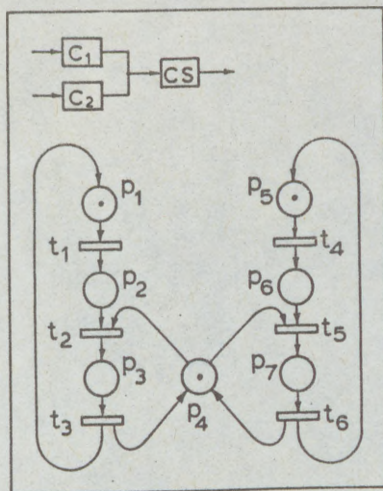 C₁
C₂ CS
p₁ p₅
t₁ t₄
p₂ p₆
t₂ t₅
p₃ p₇
p₄
t₃ t₆